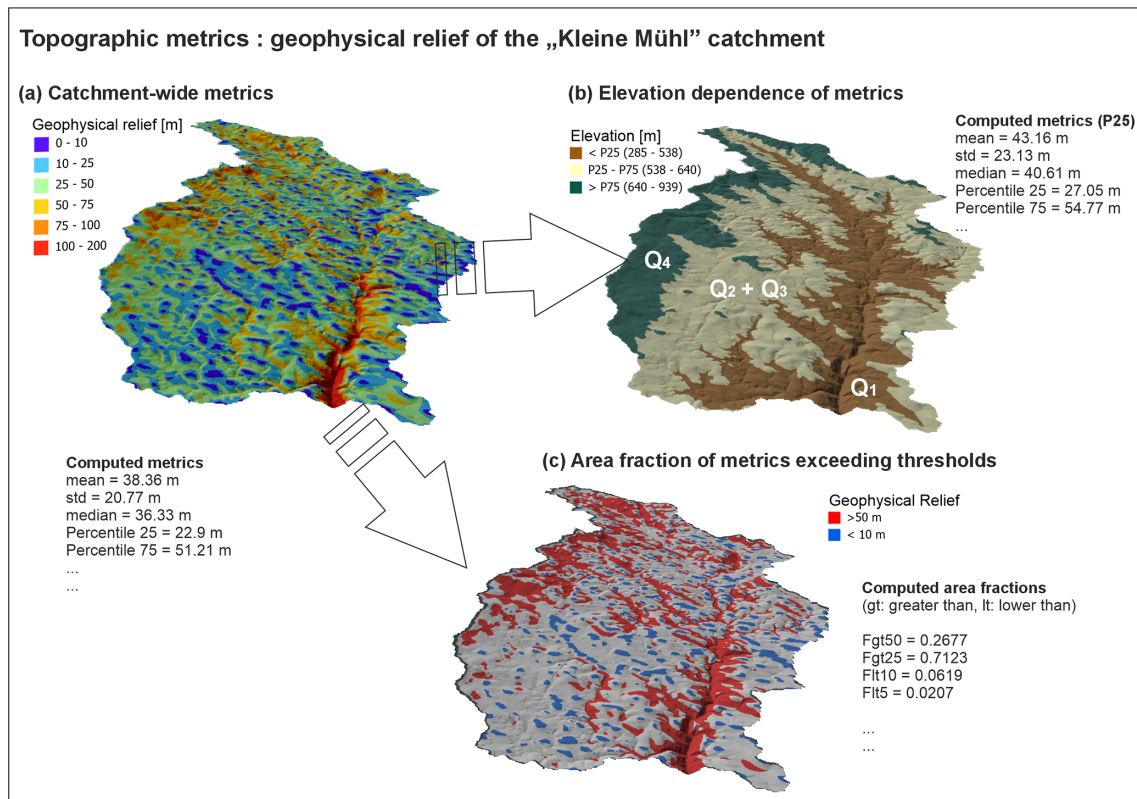 Topographic metrics : geophysical relief of the „Kleine Mühl” catchment
(a) Catchment-wide metrics
Geophysical relief [m]
0 - 10
10 - 25
25 - 50
50 - 75
75 - 100
100 - 200
Computed metrics
mean = 38.36 m
std = 20.77 m
median = 36.33 m
Percentile 25 = 22.9 m
Percentile 75 = 51.21 m
...
...
(b) Elevation dependence of metrics
Elevation [m]
< P25 (285 - 538)
P25 - P75 (538 - 640)
> P75 (640 - 939)
Q4
Q2 + Q3
Q1
Computed metrics (P25)
mean = 43.16 m
std = 23.13 m
median = 40.61 m
Percentile 25 = 27.05 m
Percentile 75 = 54.77 m
...
...
(c) Area fraction of metrics exceeding thresholds
Geophysical Relief
>50 m
< 10 m
Computed area fractions
(gt: greater than, lt: lower than)
Fgt50 = 0.2677
Fgt25 = 0.7123
Flt10 = 0.0619
Flt5 = 0.0207
...
...